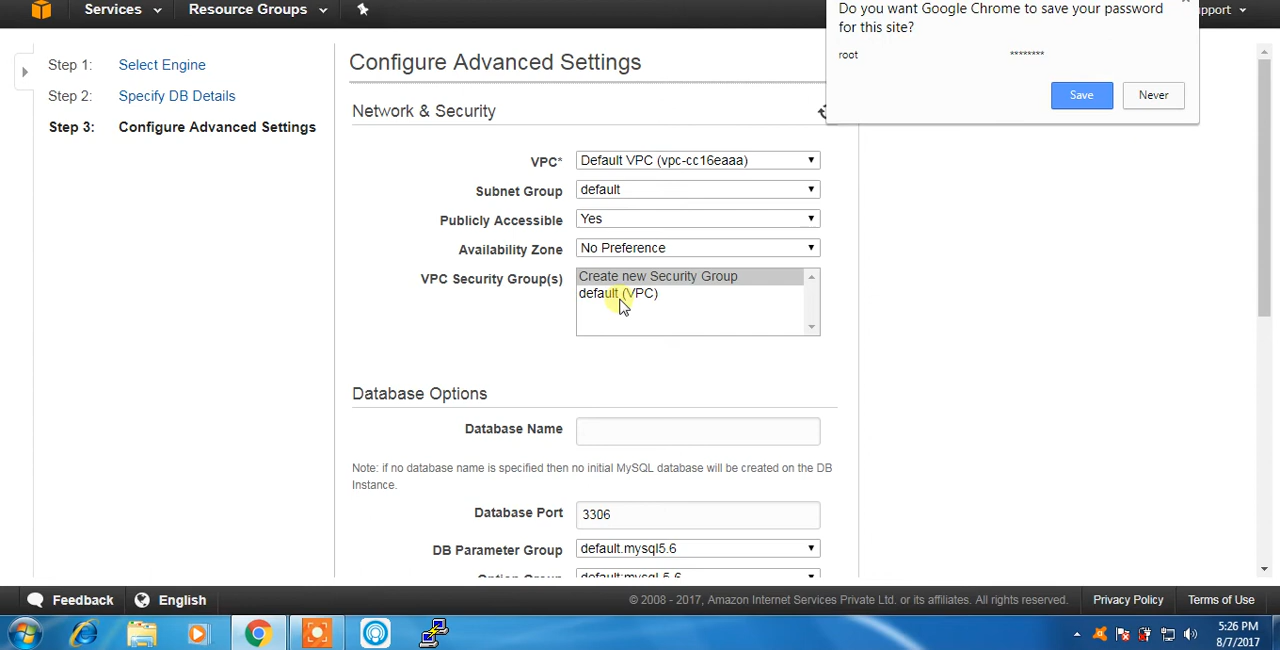 Services
Resource Groups
Do you want Google Chrome to save your password
for this site?
root
********
Save
Never
Step 1:
Select Engine
Step 2:
Specify DB Details
Step 3:
Configure Advanced Settings
Configure Advanced Settings
Network & Security
VPC*
Default VPC (vpc-cc16eaaa)
Subnet Group
default
Publicly Accessible
Yes
Availability Zone
No Preference
VPC Security Group(s)
Create new Security Group
default (VPC)
Database Options
Database Name
Note: if no database name is specified then no initial MySQL database will be created on the DB
Instance.
Database Port
3306
DB Parameter Group
default.mysql5.6
Feedback
English
© 2008 - 2017, Amazon Internet Services Private Ltd. or its affiliates. All rights reserved.
Privacy Policy
Terms of Use
5:26 PM
8/7/2017